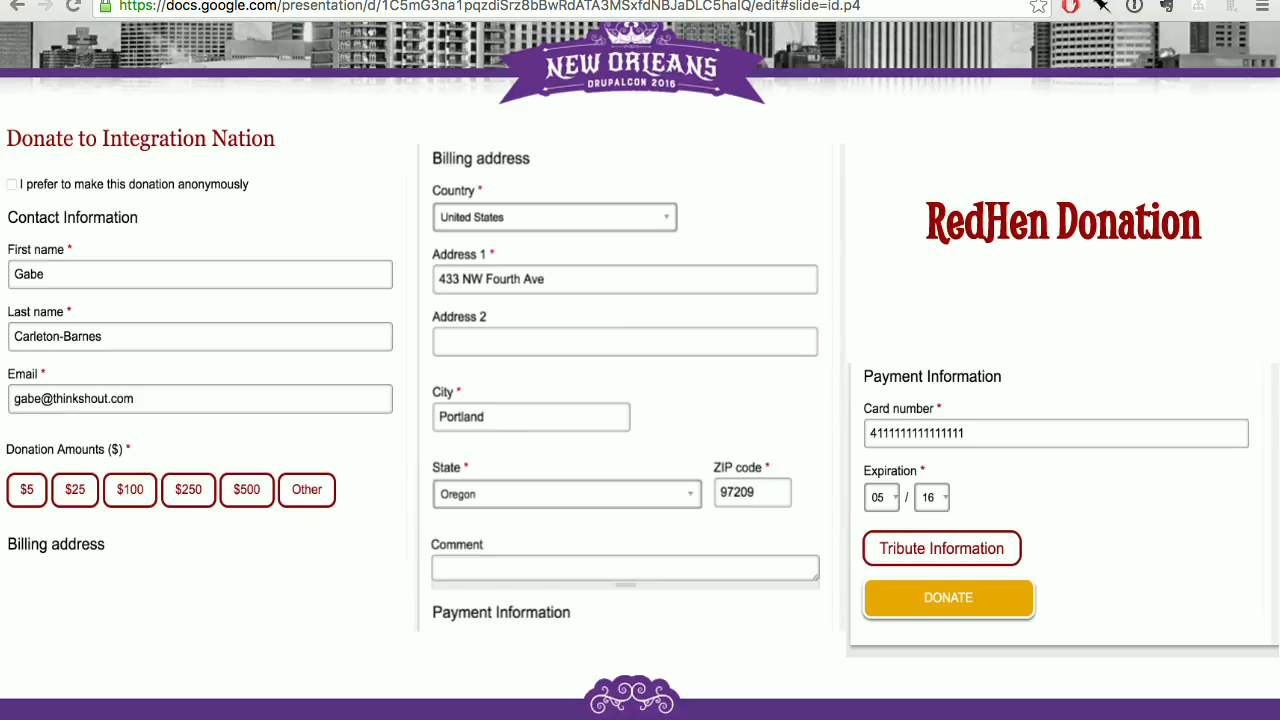 https://docs.google.com/presentation/d/1C5mG3na1pqzdiSrz8bBwRdATA3MSxfdNBJaDLC5haIQ/edit#slide=id.p4
NEW ORLEANS
DRUPALCON 2016
Donate to Integration Nation
I prefer to make this donation anonymously
Contact Information
First name *
Gabe
Last name *
Carleton-Barnes
Email *
gabe@thinkshout.com
Donation Amounts ($) *
$5 $25 $100 $250 $500 Other
Billing address
Billing address
Country *
United States
Address 1 *
433 NW Fourth Ave
Address 2
City *
Portland
State * ZIP code *
Oregon 97209
Comment
Payment Information
RedHen Donation
Payment Information
Card number *
4111111111111111
Expiration *
05 / 16
Tribute Information
DONATE